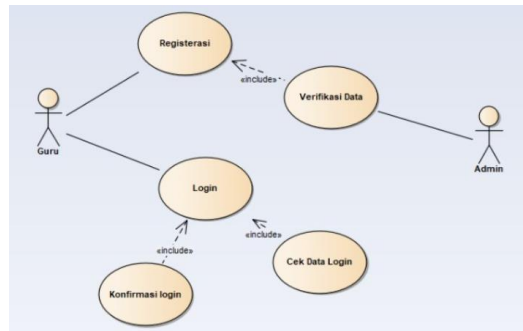 Registerasi
«include»
Verifikasi Data
Guru
Admin
Login
«include»
«include»
Cek Data Login
Konfirmasi login